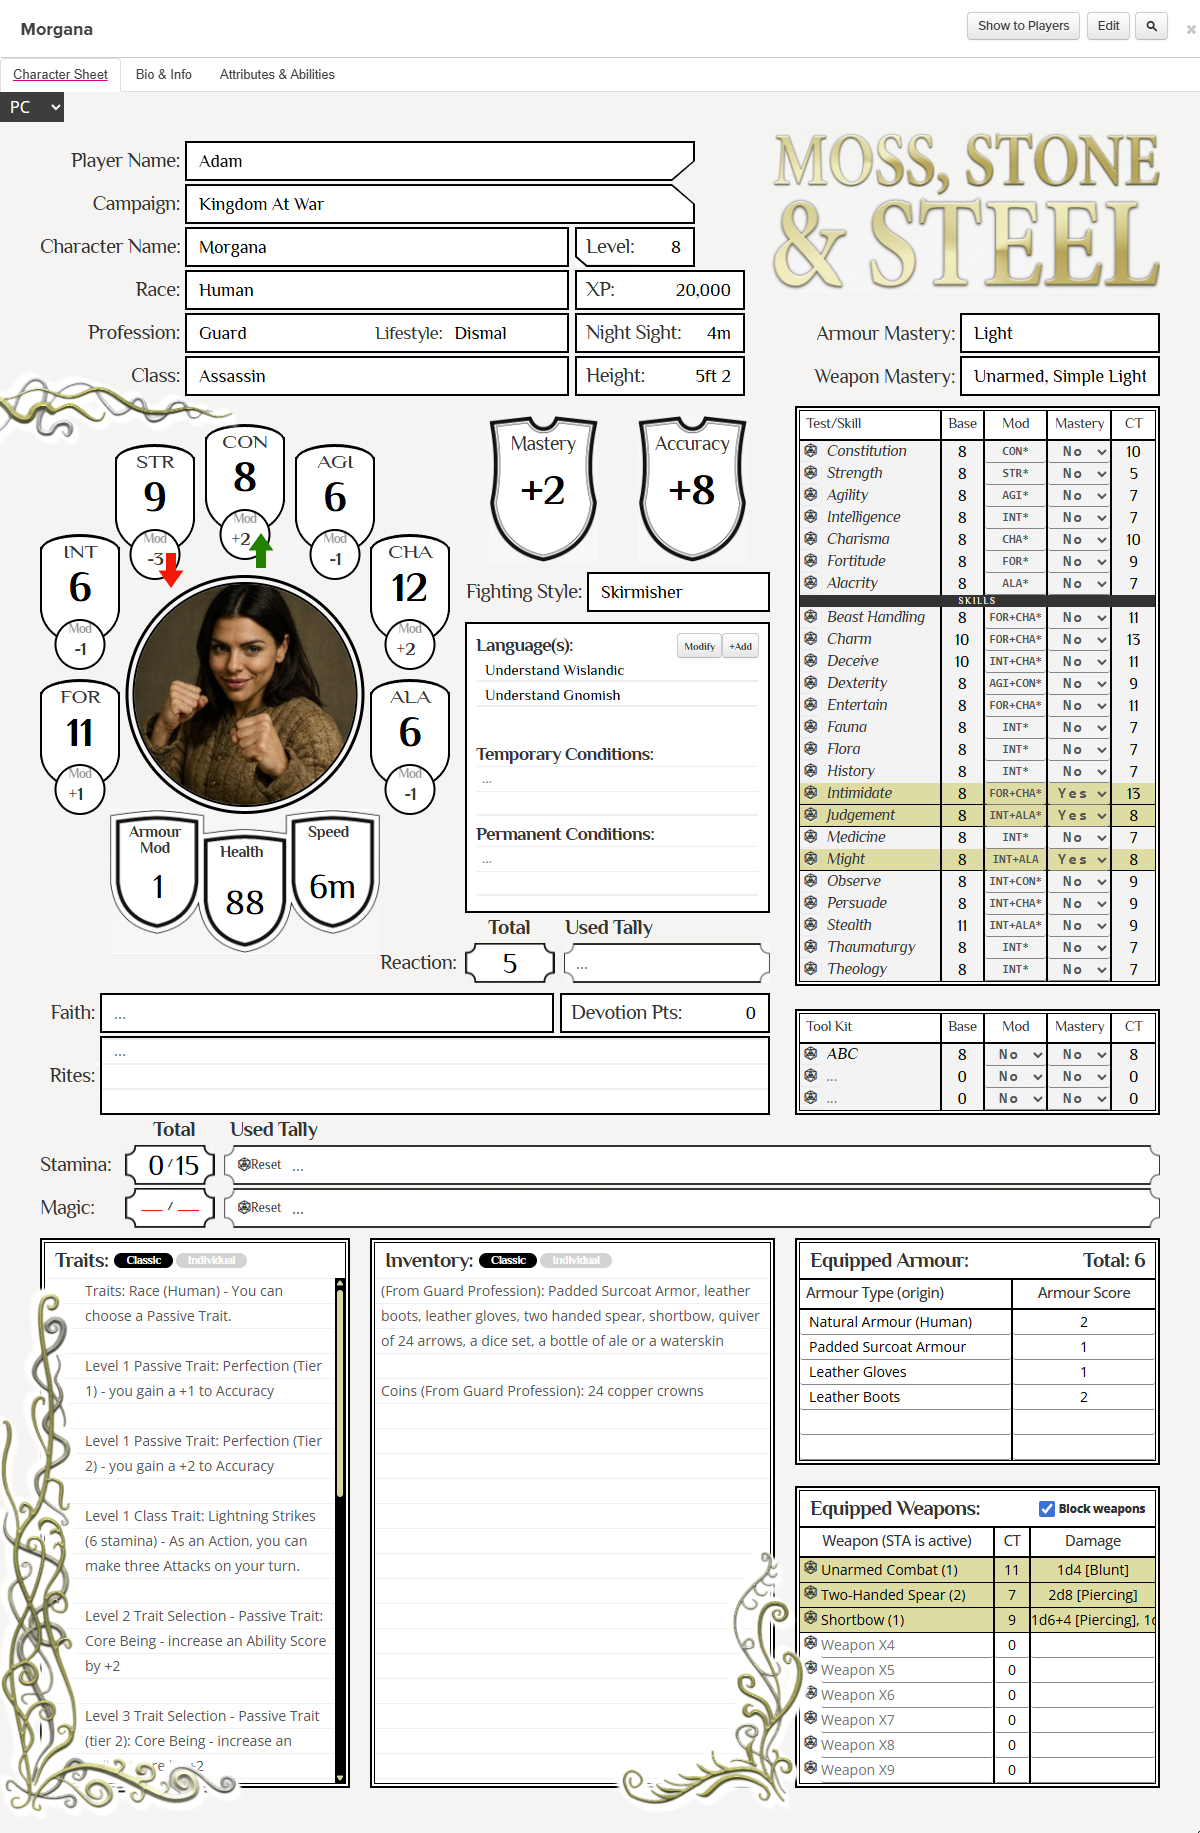 Morgana
Show to Players
Edit
Character Sheet
Bio & Info
Attributes & Abilities
PC
MOSS, STONE
& STEEL
Player Name: Adam
Campaign: Kingdom At War
Character Name: Morgana
Level: 8
Race: Human
XP: 20,000
Profession: Guard
Lifestyle: Dismal
Night Sight: 4m
Class: Assassin
Height: 5ft 2
Armour Mastery: Light
Weapon Mastery: Unarmed, Simple Light
INT
6
Mod
-1
STR
9
Mod
-3
CON
8
Mod
+2
AGI
6
Mod
-1
CHA
12
Mod
+2
FOR
11
Mod
+1
ALA
6
Mod
-1
Armour
Mod
1
Health
88
Speed
6m
Mastery
+2
Accuracy
+8
Fighting Style: Skirmisher
Language(s):
Modify
+Add
Understand Wislandic
Understand Gnomish
Temporary Conditions:
...
Permanent Conditions:
...
Total
Used Tally
Reaction: 5
...
Faith: ...
Devotion Pts: 0
Rites: ...
Total
Used Tally
Stamina: 0 / 15
Reset ...
Magic: __ / __
Reset ...
Test/Skill Base Mod Mastery CT
Constitution 8 CON* No 10
Strength 8 STR* No 5
Agility 8 AGI* No 7
Intelligence 8 INT* No 7
Charisma 8 CHA* No 10
Fortitude 8 FOR* No 9
Alacrity 8 ALA* No 7
SKILLS
Beast Handling 8 FOR+CHA* No 11
Charm 10 FOR+CHA* No 13
Deceive 10 INT+CHA* No 11
Dexterity 8 AGI+CON* No 9
Entertain 8 FOR+CHA* No 11
Fauna 8 INT* No 7
Flora 8 INT* No 7
History 8 INT* No 7
Intimidate 8 FOR+CHA* Yes 13
Judgement 8 INT+ALA* Yes 8
Medicine 8 INT* No 7
Might 8 INT+ALA Yes 8
Observe 8 INT+CON* No 9
Persuade 8 INT+CHA* No 9
Stealth 11 INT+ALA* No 9
Thaumaturgy 8 INT* No 7
Theology 8 INT* No 7
Tool Kit Base Mod Mastery CT
ABC 8 No No 8
... 0 No No 0
... 0 No No 0
Traits: Classic Individual
Traits: Race (Human) - You can
choose a Passive Trait.
Level 1 Passive Trait: Perfection (Tier
1) - you gain a +1 to Accuracy
Level 1 Passive Trait: Perfection (Tier
2) - you gain a +2 to Accuracy
Level 1 Class Trait: Lightning Strikes
(6 stamina) - As an Action, you can
make three Attacks on your turn.
Level 2 Trait Selection - Passive Trait:
Core Being - increase an Ability Score
by +2
Level 3 Trait Selection - Passive Trait
(tier 2): Core Being - increase an
+2
Inventory: Classic Individual
(From Guard Profession): Padded Surcoat Armor, leather
boots, leather gloves, two handed spear, shortbow, quiver
of 24 arrows, a dice set, a bottle of ale or a waterskin
Coins (From Guard Profession): 24 copper crowns
Equipped Armour: Total: 6
Armour Type (origin) Armour Score
Natural Armour (Human) 2
Padded Surcoat Armour 1
Leather Gloves 1
Leather Boots 2
Equipped Weapons: Block weapons
Weapon (STA is active) CT Damage
Unarmed Combat (1) 11 1d4 [Blunt]
Two-Handed Spear (2) 7 2d8 [Piercing]
Shortbow (1) 9 1d6+4 [Piercing],
Weapon X4 0
Weapon X5 0
Weapon X6 0
Weapon X7 0
Weapon X8 0
Weapon X9 0